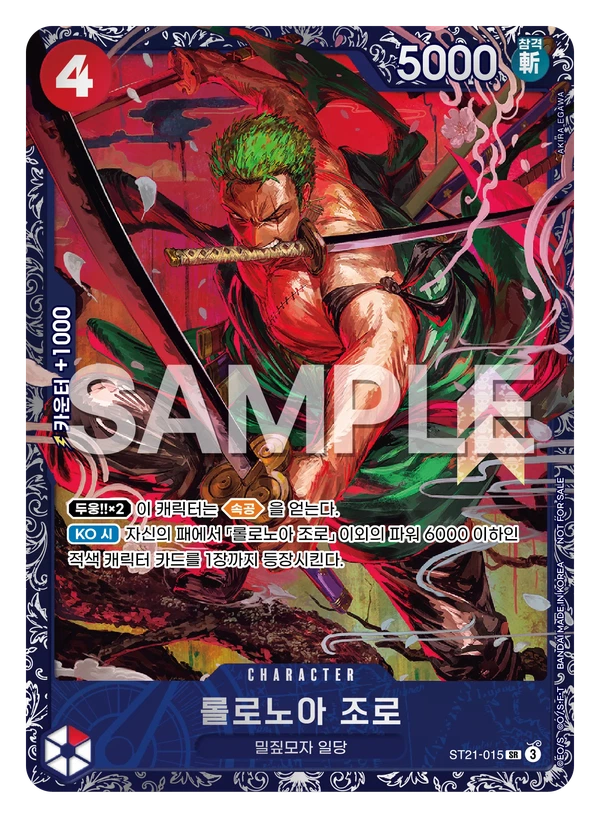 4
5000
참격
斬
AKIRA EGAWA
카운터 +1000
SAMPLE
두웅!!×2 이 캐릭터는 속공 을 얻는다.
KO 시 자신의 패에서 「롤로노아 조로」 이외의 파워 6000 이하인
적색 캐릭터 카드를 1장까지 등장시킨다.
CHARACTER
롤로노아 조로
밀짚모자 일당
ST21-015 SR 3
BANDAI MADE IN KOREA
NOT FOR SALE